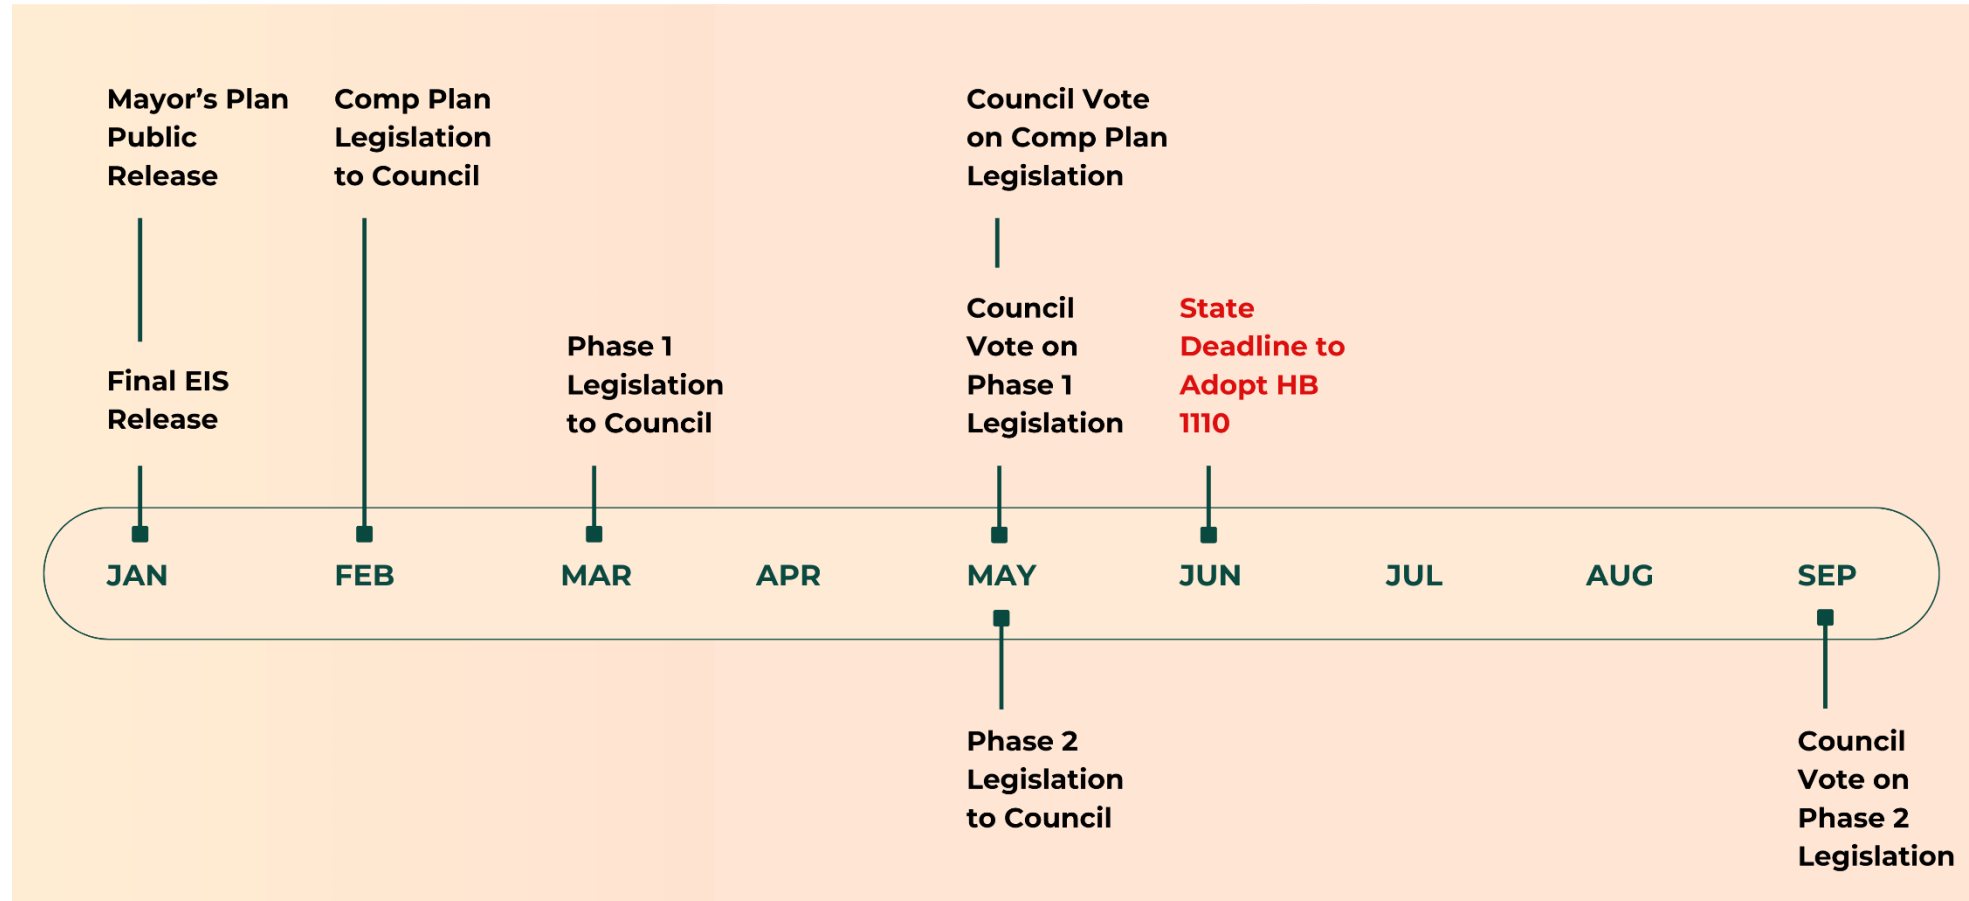 Mayor’s Plan
Public
Release
Comp Plan
Legislation
to Council
Council Vote
on Comp Plan
Legislation
Final EIS
Release
Phase 1
Legislation
to Council
Council
Vote on
Phase 1
Legislation
State
Deadline to
Adopt HB
1110
JAN
FEB
MAR
APR
MAY
JUN
JUL
AUG
SEP
Phase 2
Legislation
to Council
Council
Vote on
Phase 2
Legislation